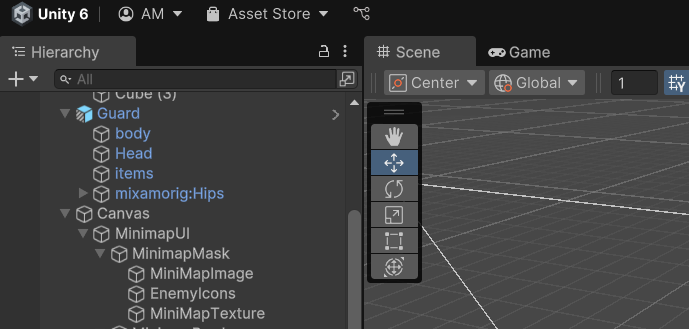 Unity 6 AM Asset Store
Hierarchy
Scene Game
All
Center Global 1 Y
Cube (3)
Guard
body
Head
items
mixamorig:Hips
Canvas
MinimapUI
MinimapMask
MiniMapImage
EnemyIcons
MiniMapTexture